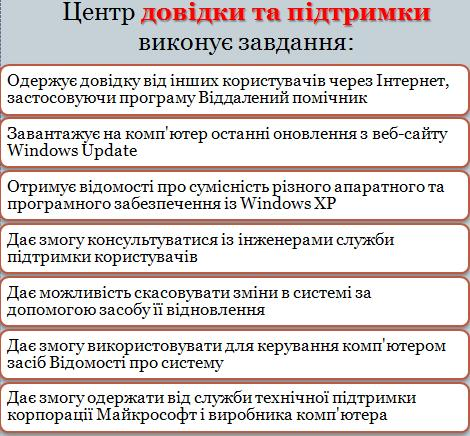 Центр довідки та підтримки
виконує завдання:
Одержує довідку від інших користувачів через Інтернет,
застосовуючи програму Віддалений помічник
Завантажує на комп'ютер останні оновлення з веб-сайту
Windows Update
Отримує відомості про сумісність різного апаратного та
програмного забезпечення із Windows XP
Дає змогу консультуватися із інженерами служби
підтримки користувачів
Дає можливість скасовувати зміни в системі за
допомогою засобу її відновлення
Дає змогу використовувати для керування комп'ютером
засіб Відомості про систему
Дає змогу одержати від служби технічної підтримки
корпорації Майкрософт і виробника комп'ютера